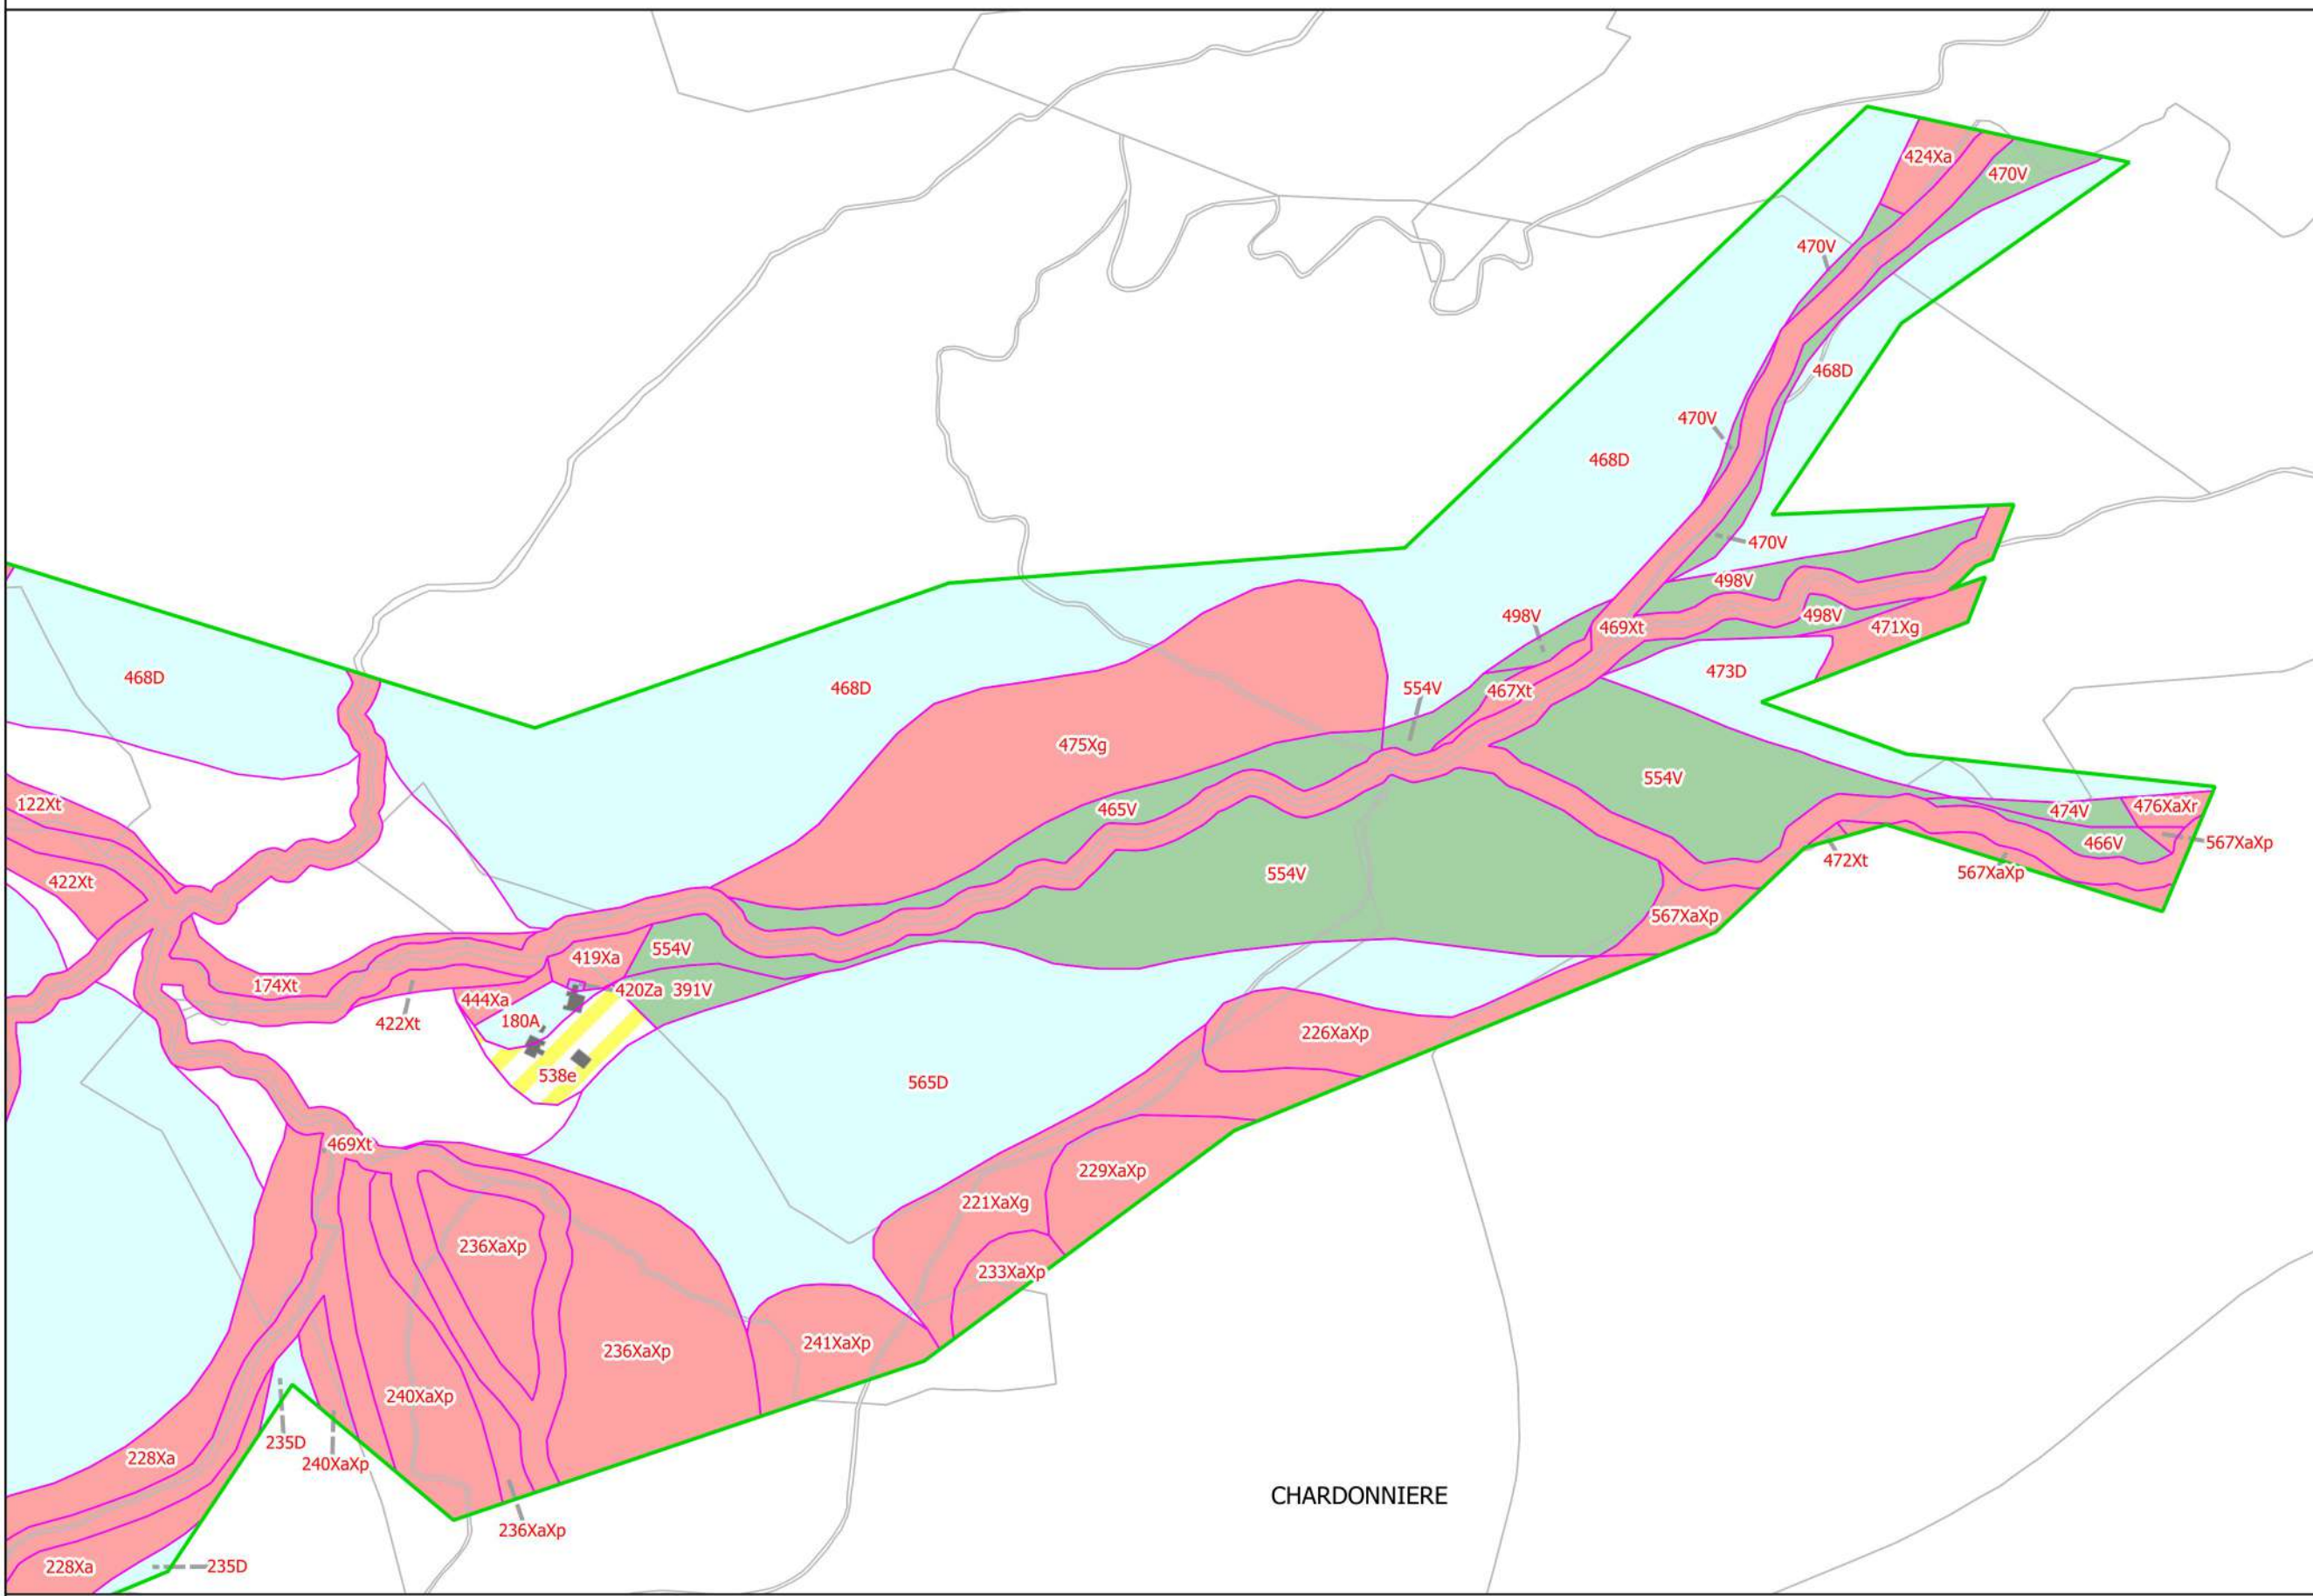 424Xa
470V
470V
468D
470V
468D
470V
498V
498V
498V
469Xt
471Xg
473D
467Xt
554V
468D
468D
475Xg
554V
465V
122Xt
474V
476XaXr
466V
567XaXp
472Xt
567XaXp
554V
422Xt
567XaXp
554V
419Xa
174Xt
420Za
391V
444Xa
180A
422Xt
226XaXp
538e
565D
469Xt
229XaXp
221XaXg
236XaXp
233XaXp
241XaXp
236XaXp
240XaXp
235D
228Xa
240XaXp
CHARDONNIERE
236XaXp
228Xa
235D